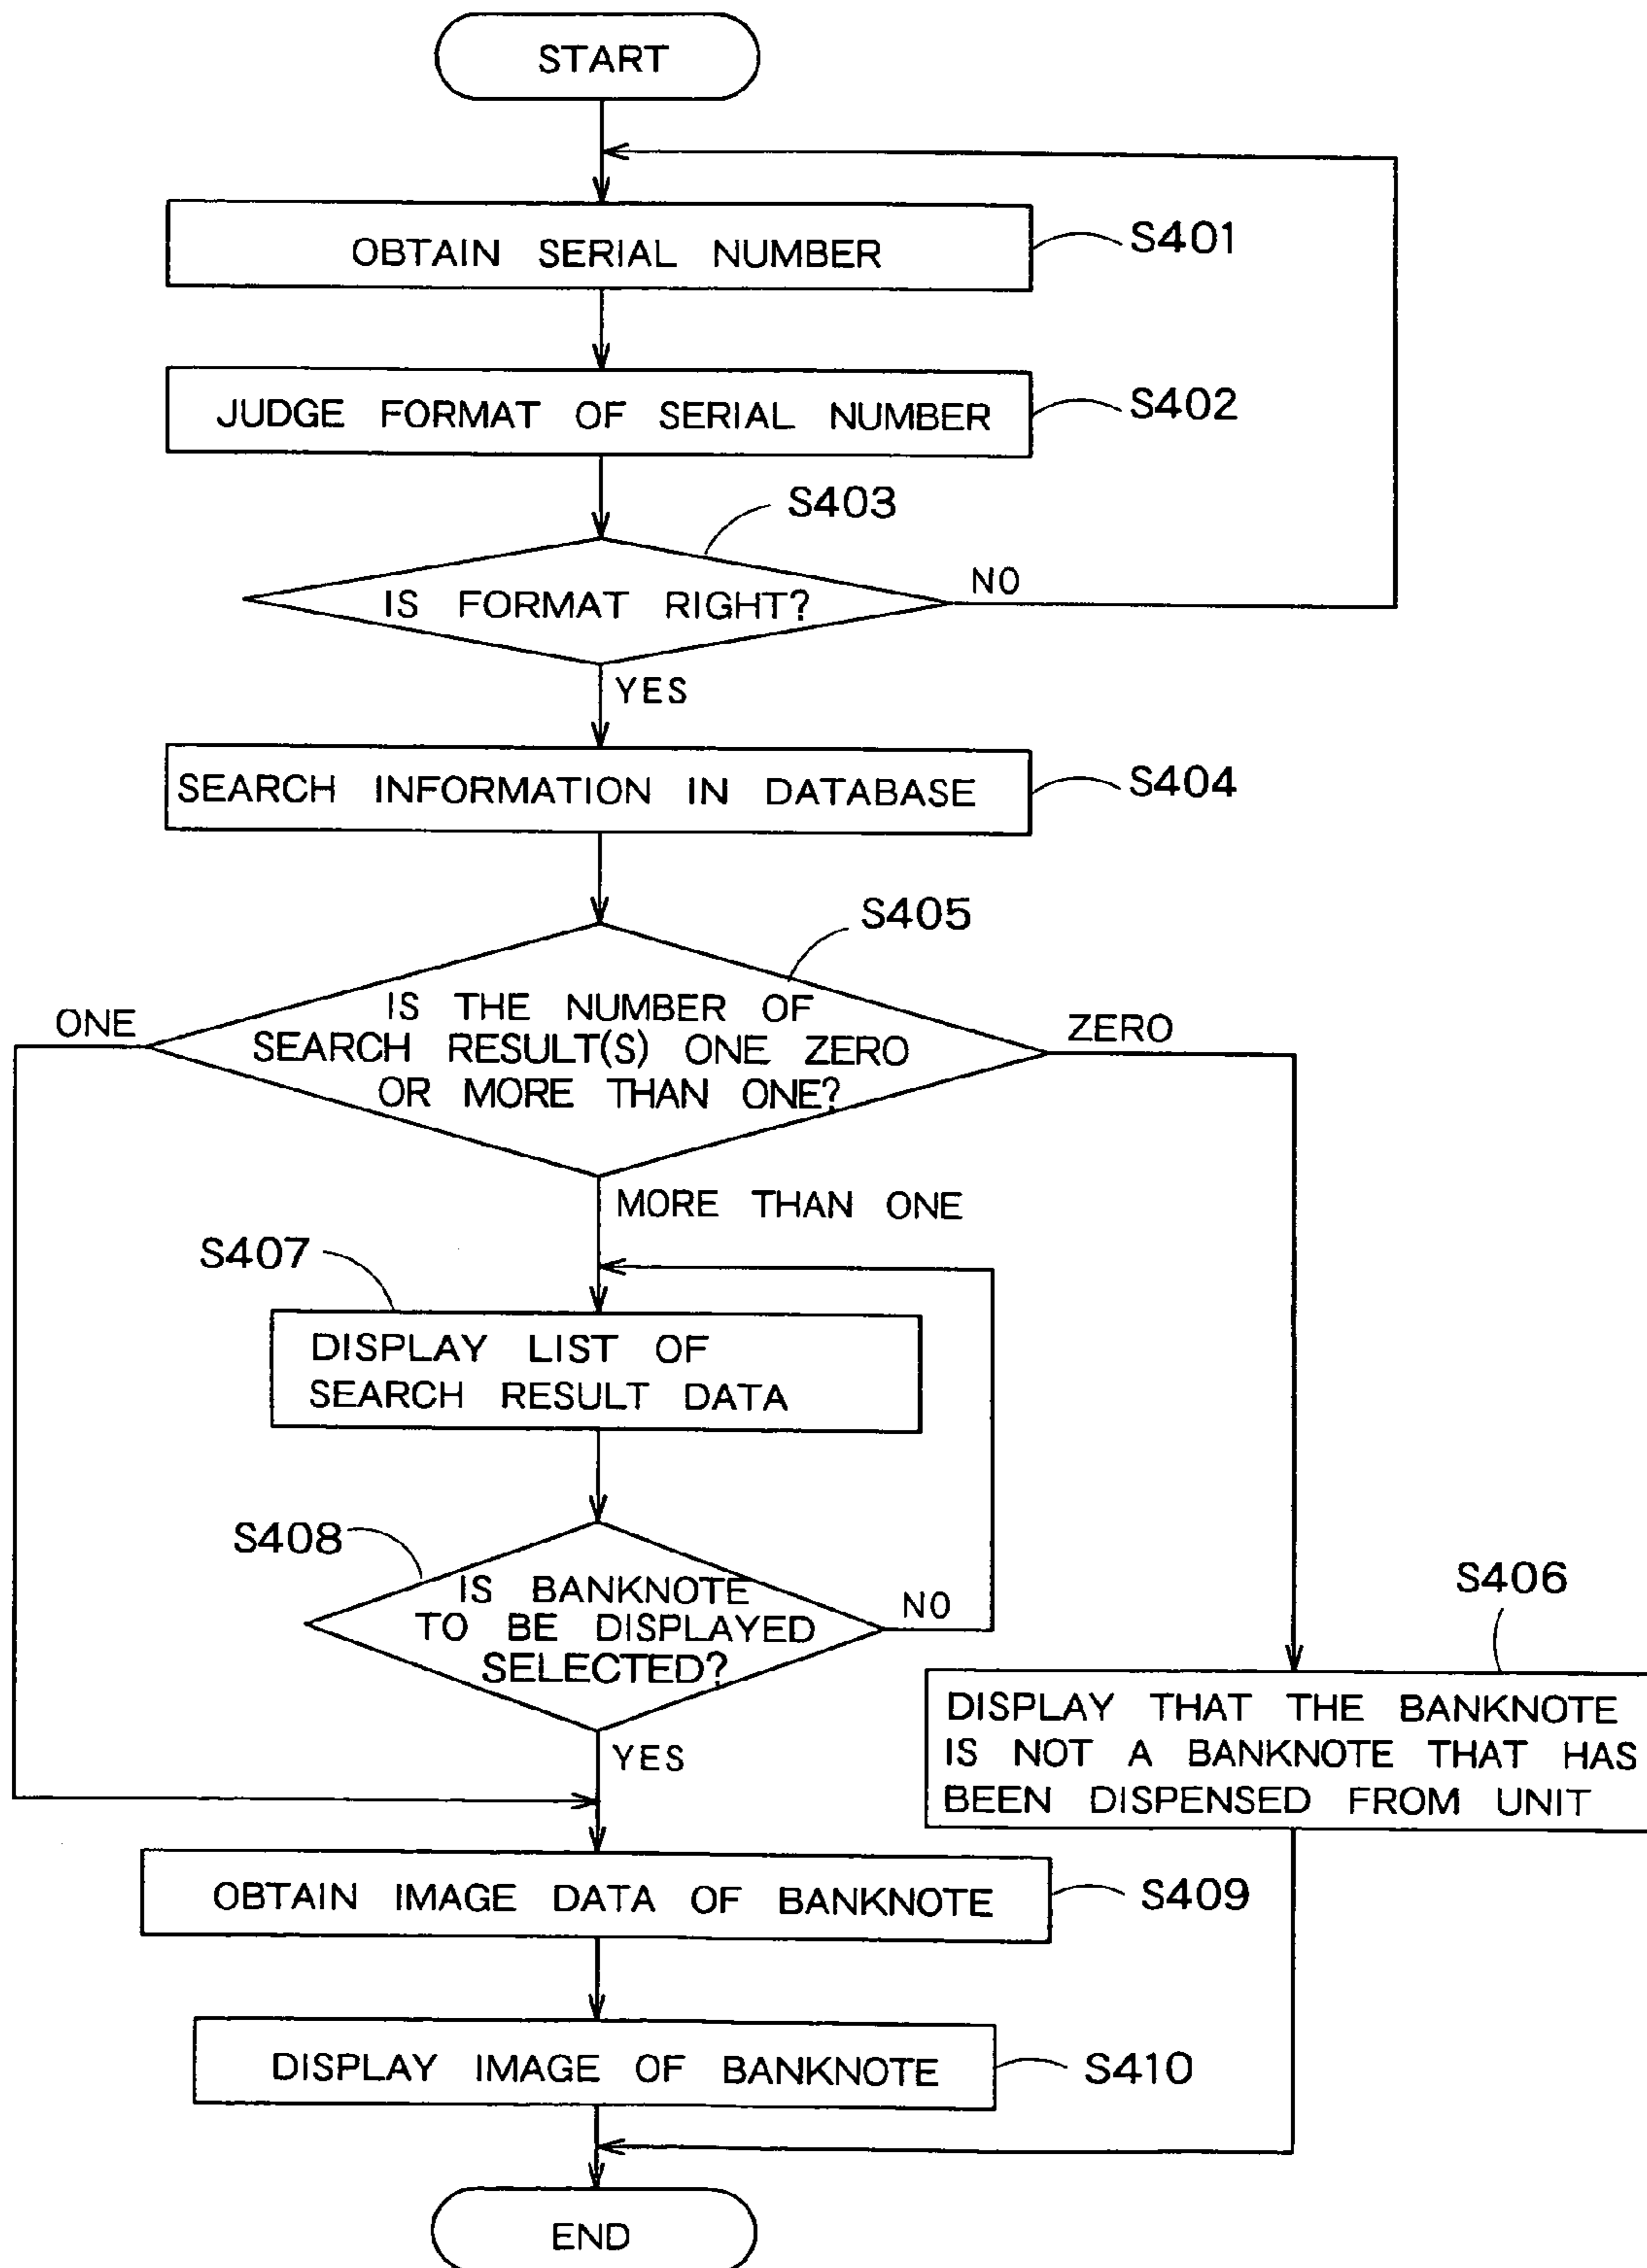 START
OBTAIN SERIAL NUMBER
S401
JUDGE FORMAT OF SERIAL NUMBER
S402
S403
IS FORMAT RIGHT?
NO
YES
SEARCH INFORMATION IN DATABASE
S404
S405
IS THE NUMBER OF
SEARCH RESULT(S) ONE ZERO
OR MORE THAN ONE?
ONE
ZERO
MORE THAN ONE
S407
DISPLAY LIST OF
SEARCH RESULT DATA
S408
IS BANKNOTE
TO BE DISPLAYED
SELECTED?
NO
YES
S406
DISPLAY THAT THE BANKNOTE
IS NOT A BANKNOTE THAT HAS
BEEN DISPENSED FROM UNIT
OBTAIN IMAGE DATA OF BANKNOTE
S409
DISPLAY IMAGE OF BANKNOTE
S410
END